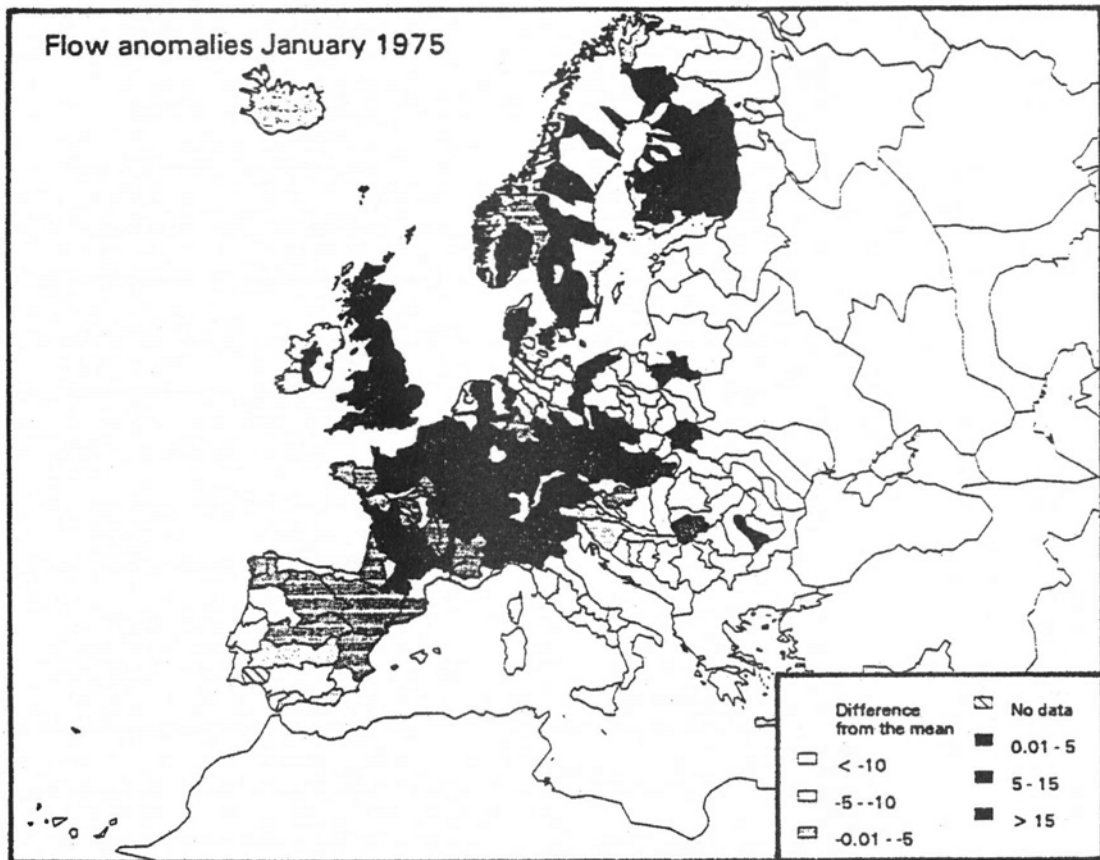 Flow anomalies January 1975
Difference
from the mean
< -10
-5 - -10
-0.01 - -5
No data
0.01 - 5
5 - 15
> 15